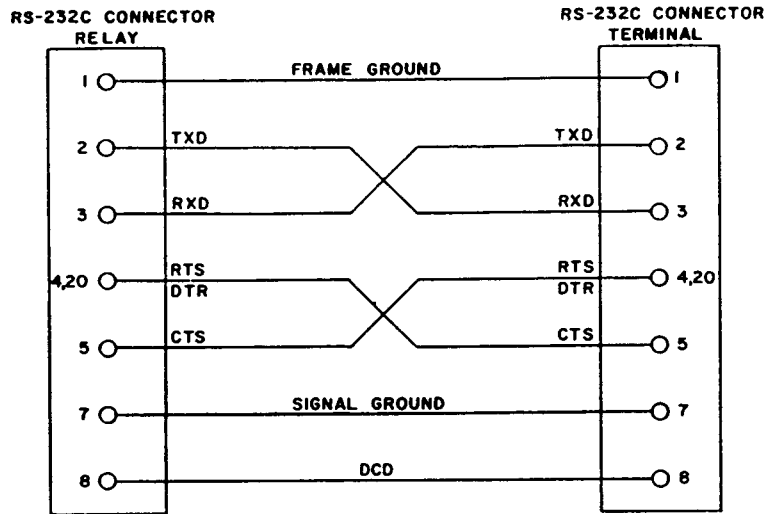 RS-232C CONNECTOR
RELAY
RS-232C CONNECTOR
TERMINAL
1 FRAME GROUND 1
2 TXD TXD 2
3 RXD RXD 3
4,20 RTS RTS 4,20
DTR DTR
5 CTS CTS 5
7 SIGNAL GROUND 7
8 DCD 8